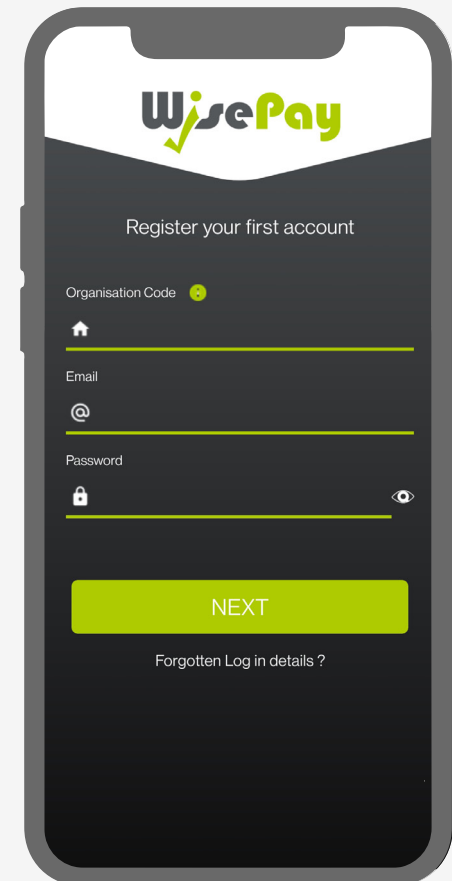 WisePay
Register your first account
Organisation Code
Email
@
Password
NEXT
Forgotten Log in details ?